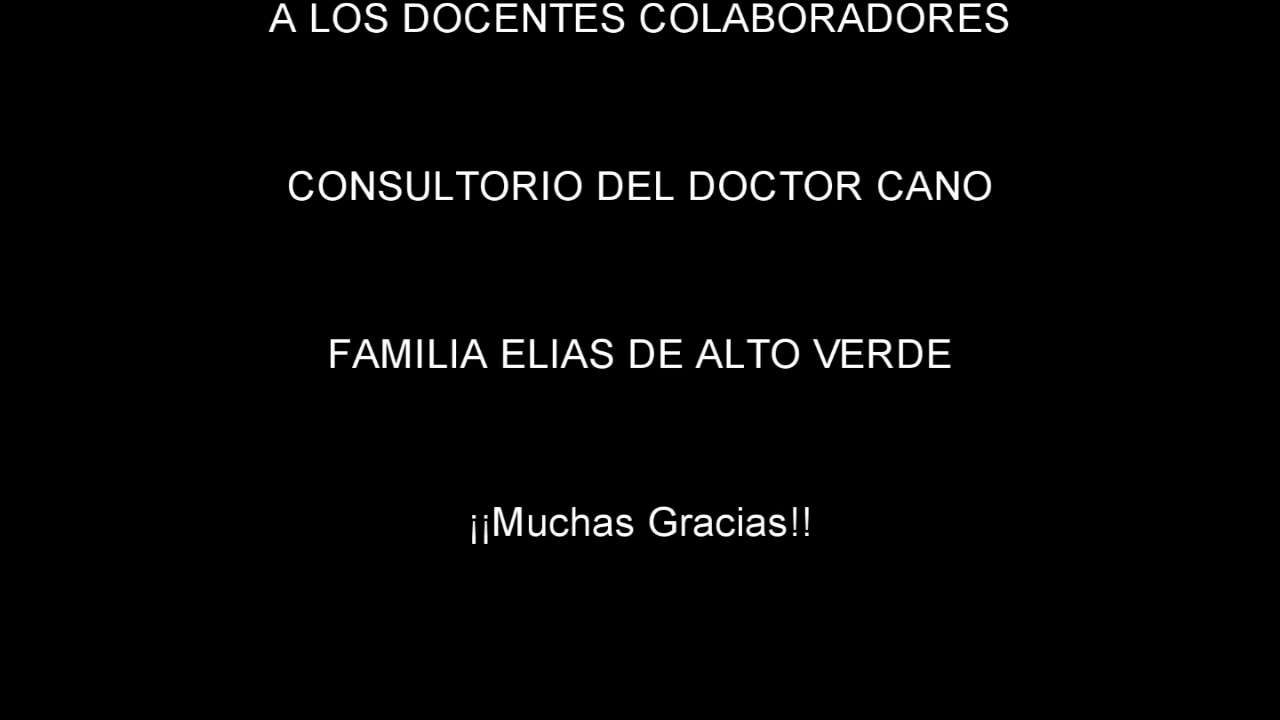 A LOS DOCENTES COLABORADORES
CONSULTORIO DEL DOCTOR CANO
FAMILIA ELIAS DE ALTO VERDE
¡¡Muchas Gracias!!